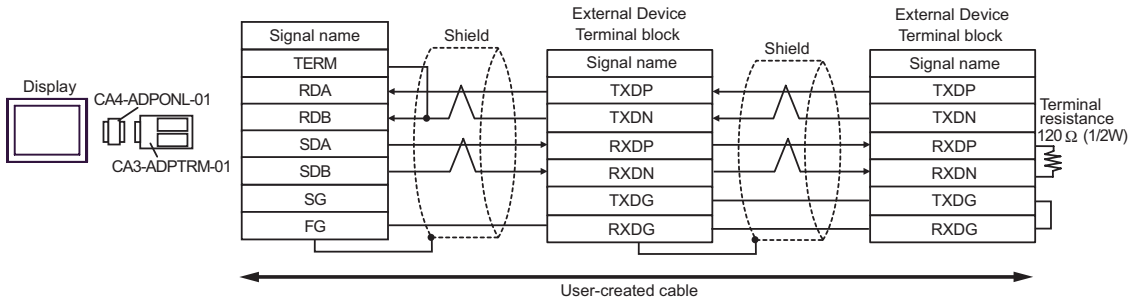 Display
CA4-ADPONL-01
CA3-ADPTRM-01
Signal name
TERM
RDA
RDB
SDA
SDB
SG
FG
Shield
External Device
Terminal block
Signal name
TXDP
TXDN
RXDP
RXDN
TXDG
RXDG
Shield
External Device
Terminal block
Signal name
TXDP
TXDN
RXDP
RXDN
TXDG
RXDG
Terminal
resistance
120 Ω (1/2W)
User-created cable